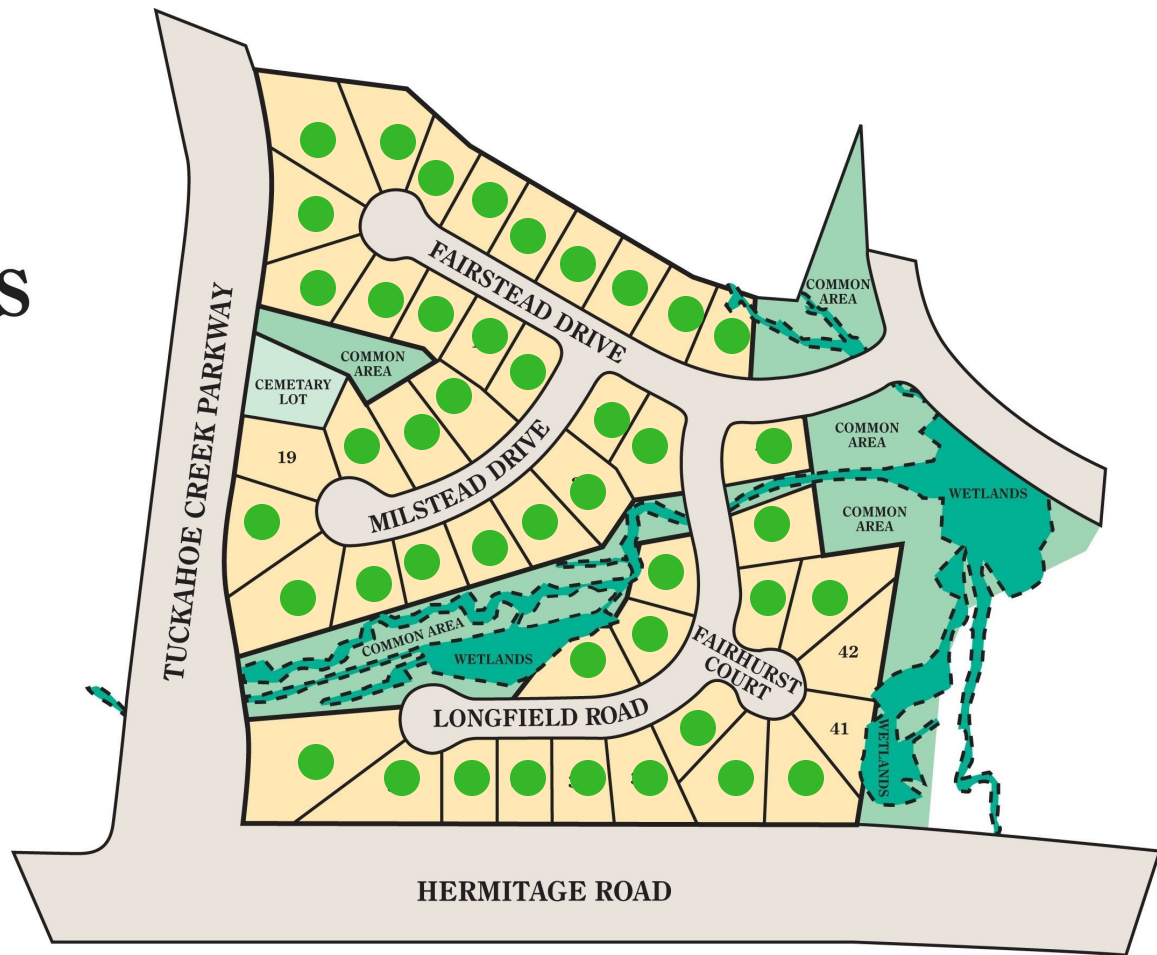 S
COMMON
AREA
FAIRSTEAD DRIVE
TUCKAHOE CREEK PARKWAY
COMMON
AREA
CEMETARY
LOT
19
MILSTEAD DRIVE
COMMON
AREA
WETLANDS
COMMON
AREA
COMMON AREA
WETLANDS
FAIRHURST
COURT
42
LONGFIELD ROAD
41
WETLANDS
HERMITAGE ROAD